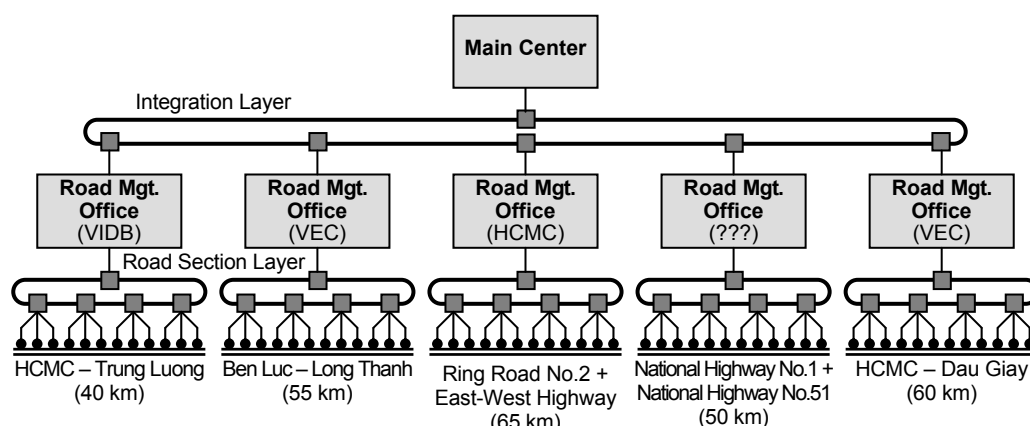 Main Center
Integration Layer
Road Mgt.
Office
(VIDB)
Road Mgt.
Office
(VEC)
Road Mgt.
Office
(HCMC)
Road Mgt.
Office
(???)
Road Mgt.
Office
(VEC)
Road Section Layer
HCMC – Trung Luong
(40 km)
Ben Luc – Long Thanh
(55 km)
Ring Road No.2 +
East-West Highway
(65 km)
National Highway No.1 +
National Highway No.51
(50 km)
HCMC – Dau Giay
(60 km)